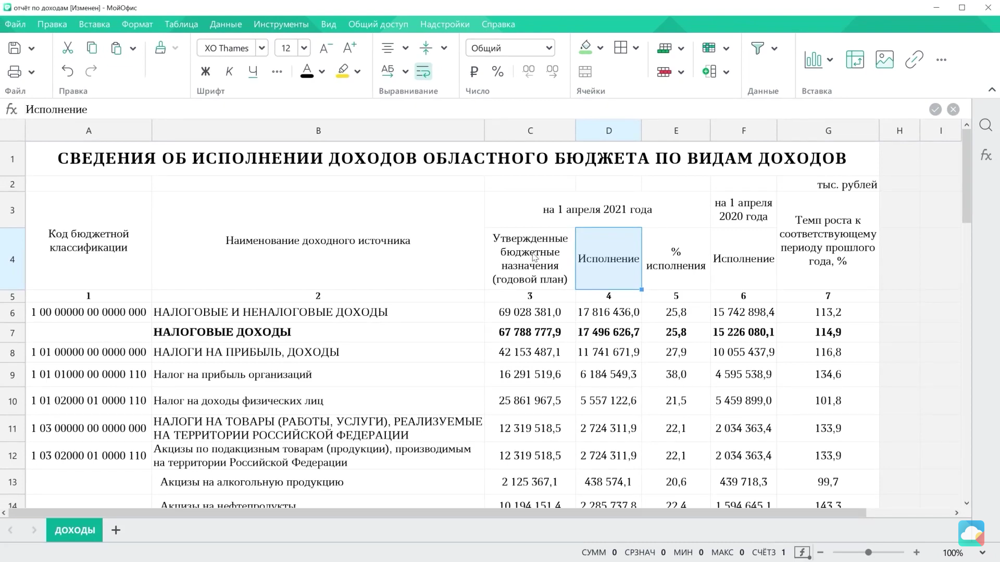 отчёт по доходам [Изменен] - МойОфис
Файл Правка Вставка Формат Таблица Данные Инструменты Вид Общий доступ Надстройки Справка
XO Thames 12 А⁻ А⁺ Общий
Ж К Ч ... А АБ ₽ % ,00 ,00
Файл Правка Шрифт Выравнивание Число Ячейки Данные Вставка
fx Исполнение
A B C D E F G H I
1 СВЕДЕНИЯ ОБ ИСПОЛНЕНИИ ДОХОДОВ ОБЛАСТНОГО БЮДЖЕТА ПО ВИДАМ ДОХОДОВ
2 тыс. рублей
3
4
Код бюджетной
классификации
Наименование доходного источника
на 1 апреля 2021 года
на 1 апреля
2020 года
Утвержденные
бюджетные
назначения
(годовой план)
Исполнение
%
исполнения
Исполнение
Темп роста к
соответствующему
периоду прошлого
года, %
5 1 2 3 4 5 6 7
6 1 00 00000 00 0000 000 НАЛОГОВЫЕ И НЕНАЛОГОВЫЕ ДОХОДЫ 69 028 381,0 17 816 436,0 25,8 15 742 898,4 113,2
7 НАЛОГОВЫЕ ДОХОДЫ 67 788 777,9 17 496 626,7 25,8 15 226 080,1 114,9
8 1 01 00000 00 0000 000 НАЛОГИ НА ПРИБЫЛЬ, ДОХОДЫ 42 153 487,1 11 741 671,9 27,9 10 055 437,9 116,8
9 1 01 01000 00 0000 110 Налог на прибыль организаций 16 291 519,6 6 184 549,3 38,0 4 595 538,9 134,6
10 1 01 02000 01 0000 110 Налог на доходы физических лиц 25 861 967,5 5 557 122,6 21,5 5 459 899,0 101,8
11 1 03 00000 00 0000 000 НАЛОГИ НА ТОВАРЫ (РАБОТЫ, УСЛУГИ), РЕАЛИЗУЕМЫЕ
НА ТЕРРИТОРИИ РОССИЙСКОЙ ФЕДЕРАЦИИ 12 319 518,5 2 724 311,9 22,1 2 034 363,4 133,9
12 1 03 02000 01 0000 110 Акцизы по подакцизным товарам (продукции), производимым
на территории Российской Федерации 12 319 518,5 2 724 311,9 22,1 2 034 363,4 133,9
13 Акцизы на алкогольную продукцию 2 125 367,1 438 574,1 20,6 439 718,3 99,7
14 Акцизы на нефтепродукты 10 194 151,4 2 285 737,8 22,4 1 594 645,1 143,3
ДОХОДЫ
СУММ 0 СРЗНАЧ 0 МИН 0 МАКС 0 СЧЁТЗ 1 100%